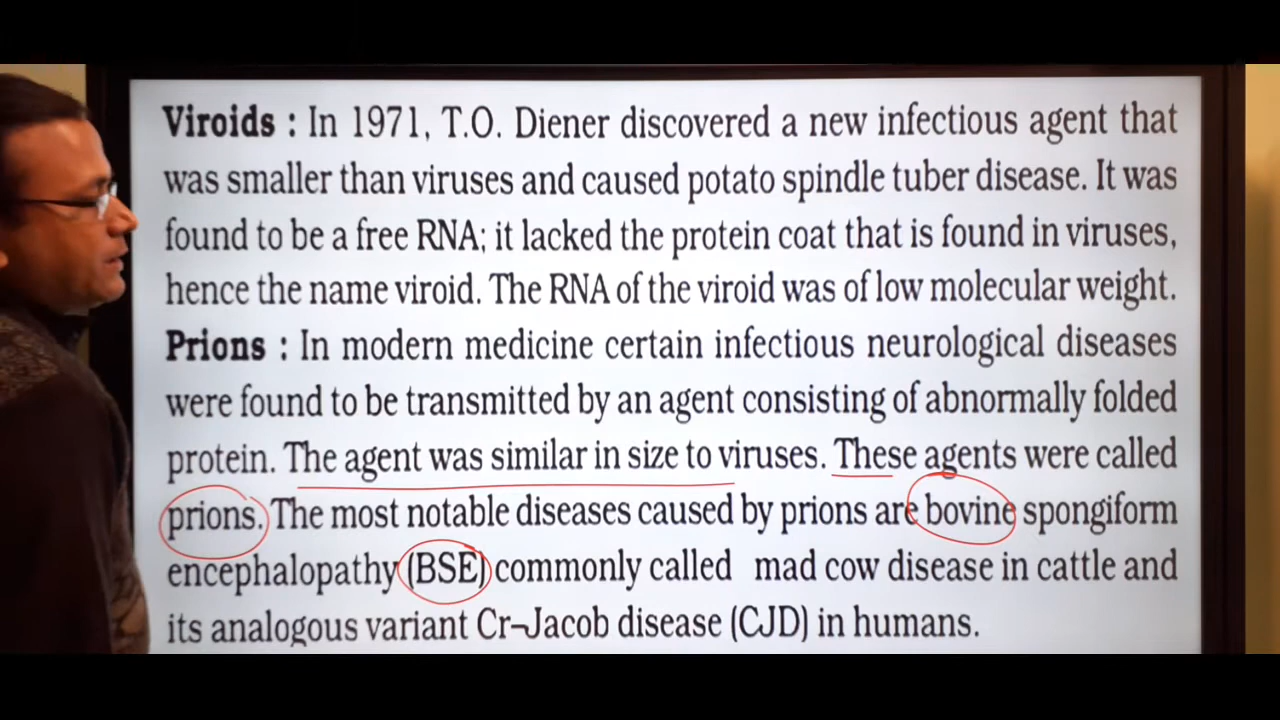 Viroids : In 1971, T.O. Diener discovered a new infectious agent that
was smaller than viruses and caused potato spindle tuber disease. It was
found to be a free RNA; it lacked the protein coat that is found in viruses,
hence the name viroid. The RNA of the viroid was of low molecular weight.
Prions : In modern medicine certain infectious neurological diseases
were found to be transmitted by an agent consisting of abnormally folded
protein. The agent was similar in size to viruses. These agents were called
prions. The most notable diseases caused by prions are bovine spongiform
encephalopathy (BSE) commonly called mad cow disease in cattle and
its analogous variant Cr¬Jacob disease (CJD) in humans.